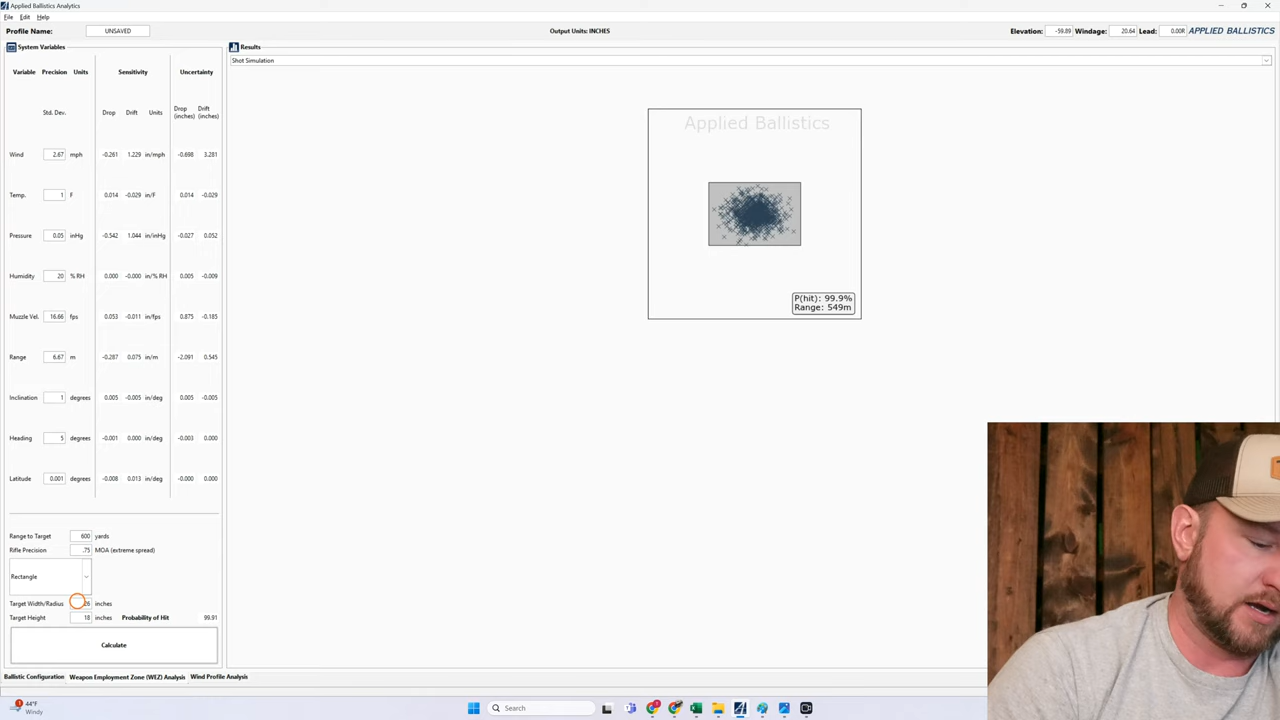 Applied Ballistics Analytics
File Edit Help
Profile Name: UNSAVED Output Units: INCHES Elevation: -59.89 Windage: 20.64 Lead: 0.00R APPLIED BALLISTICS
System Variables
Variable Precision Units Sensitivity Uncertainty
Std. Dev. Drop Drift Units Drop (inches) Drift (inches)
Wind 2.67 mph -0.261 1.229 in/mph -0.698 3.281
Temp. 1 F 0.014 -0.029 in/F 0.014 -0.029
Pressure 0.05 inHg -0.542 1.044 in/inHg -0.027 0.052
Humidity 20 % RH 0.000 -0.000 in/% RH 0.005 -0.009
Muzzle Vel. 16.66 fps 0.053 -0.011 in/fps 0.875 -0.185
Range 6.67 m -0.287 0.075 in/m -2.091 0.545
Inclination 1 degrees 0.005 -0.005 in/deg 0.005 -0.005
Heading 5 degrees -0.001 0.000 in/deg -0.003 0.000
Latitude 0.001 degrees -0.008 0.013 in/deg -0.000 0.000
Range to Target 600 yards
Rifle Precision .75 MOA (extreme spread)
Rectangle
Target Width/Radius inches
Target Height 18 inches Probability of Hit 99.91
Calculate
Results
Shot Simulation
Applied Ballistics
P(hit): 99.9%
Range: 549m
Ballistic Configuration Weapon Employment Zone (WEZ) Analysis Wind Profile Analysis
1
44°F
Windy
Search